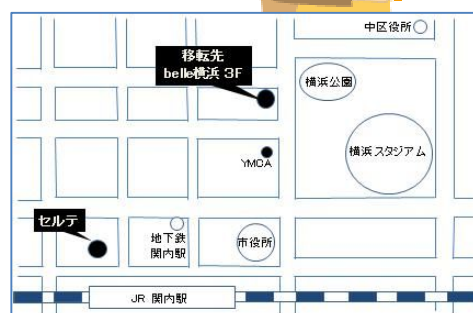 中区役所
移転先
belle横浜 3F
横浜公園
横浜スタジアム
YMCA
セルテ
地下鉄
関内駅
市役所
JR 関内駅